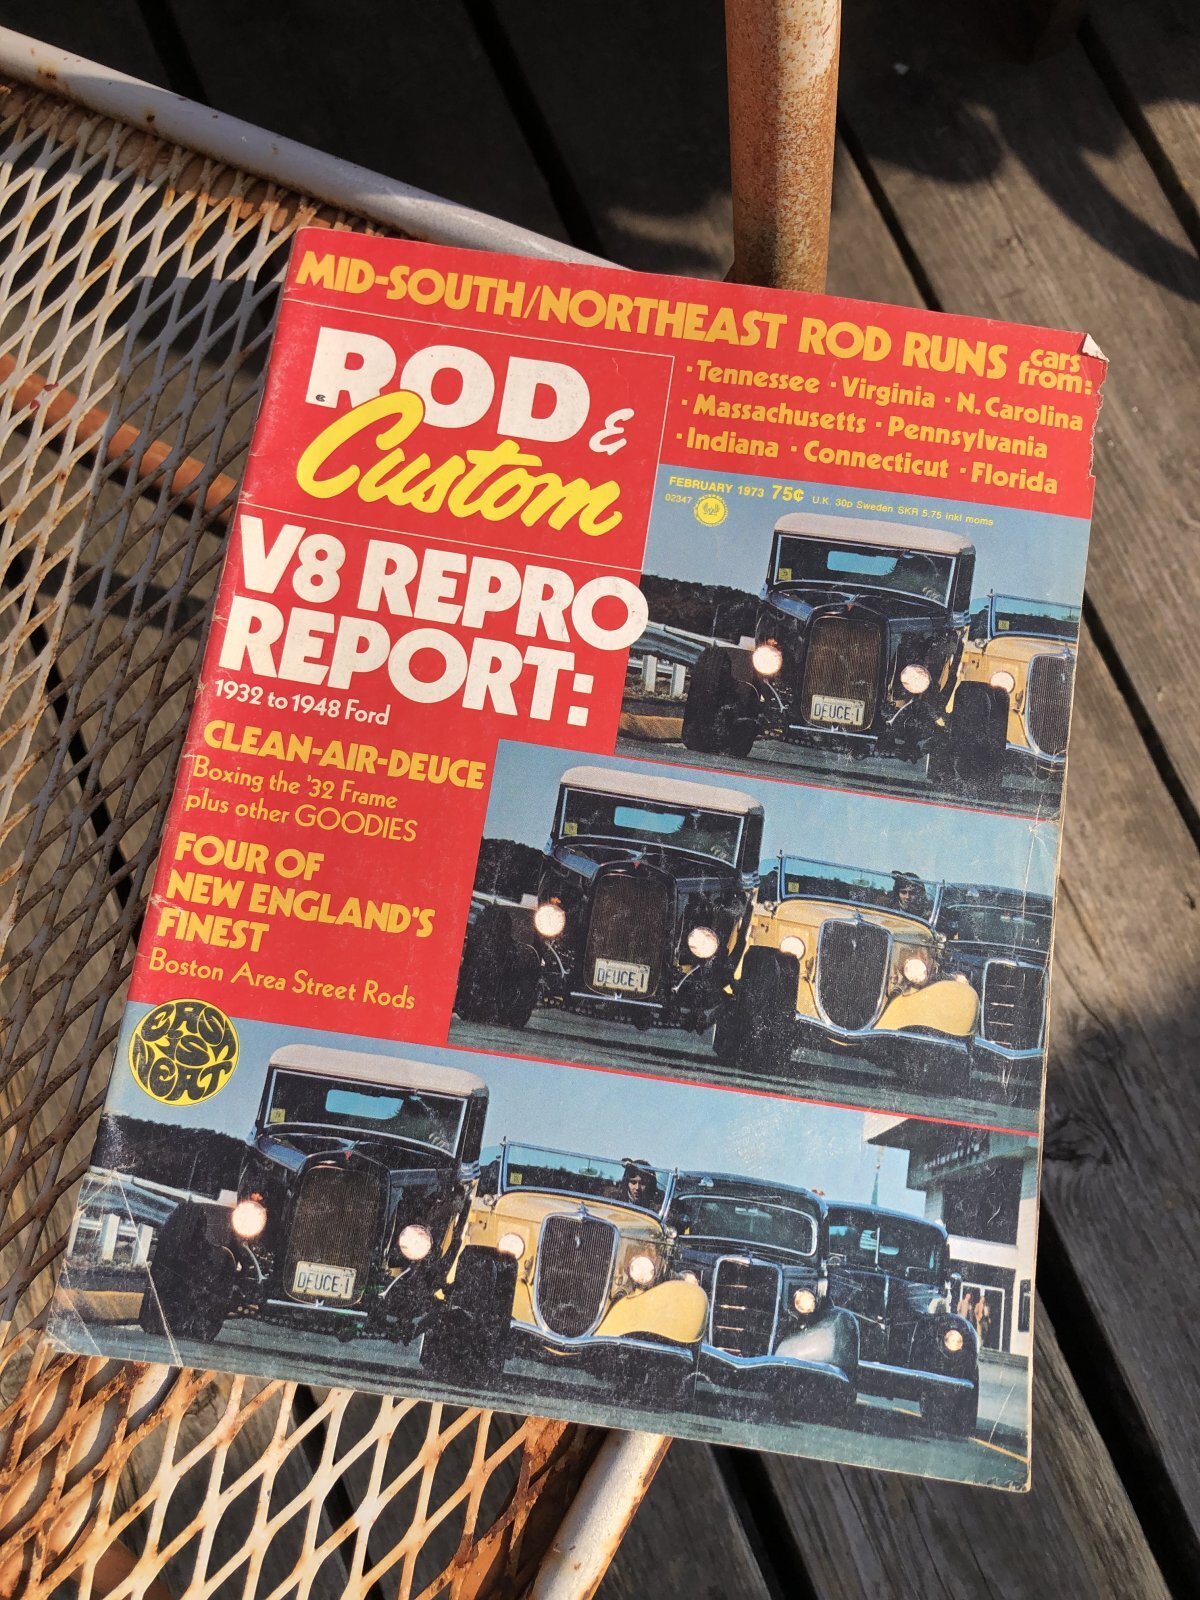 MID-SOUTH/NORTHEAST ROD RUNS cars from:
· Tennessee · Virginia · N. Carolina
· Massachusetts · Pennsylvania
· Indiana · Connecticut · Florida
ROD &
Custom
FEBRUARY 1973 75¢ U.K. 30p Sweden SKR 5.75 inkl moms
02347
V8 REPRO
REPORT:
1932 to 1948 Ford
CLEAN-AIR-DEUCE
Boxing the '32 Frame
plus other GOODIES
FOUR OF
NEW ENGLAND'S
FINEST
Boston Area Street Rods
EAST
IS
NEAT
DEUCE 1
DEUCE 1
DEUCE 1